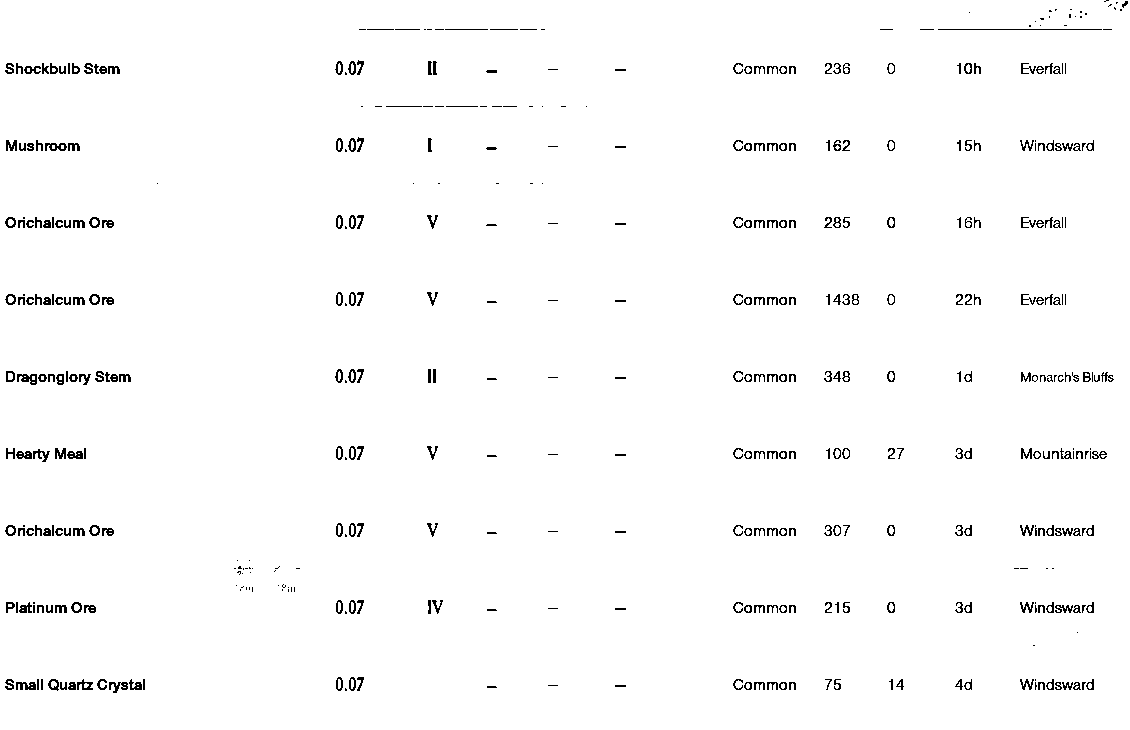 Shockbulb Stem 0.07 II – – – Common 236 0 10h Everfall
Mushroom 0.07 I – – – Common 162 0 15h Windsward
Orichalcum Ore 0.07 V – – – Common 285 0 16h Everfall
Orichalcum Ore 0.07 V – – – Common 1438 0 22h Everfall
Dragonglory Stem 0.07 II – – – Common 348 0 1d Monarch's Bluffs
Hearty Meal 0.07 V – – – Common 100 27 3d Mountainrise
Orichalcum Ore 0.07 V – – – Common 307 0 3d Windsward
Platinum Ore 0.07 IV – – – Common 215 0 3d Windsward
Small Quartz Crystal 0.07 – – – Common 75 14 4d Windsward